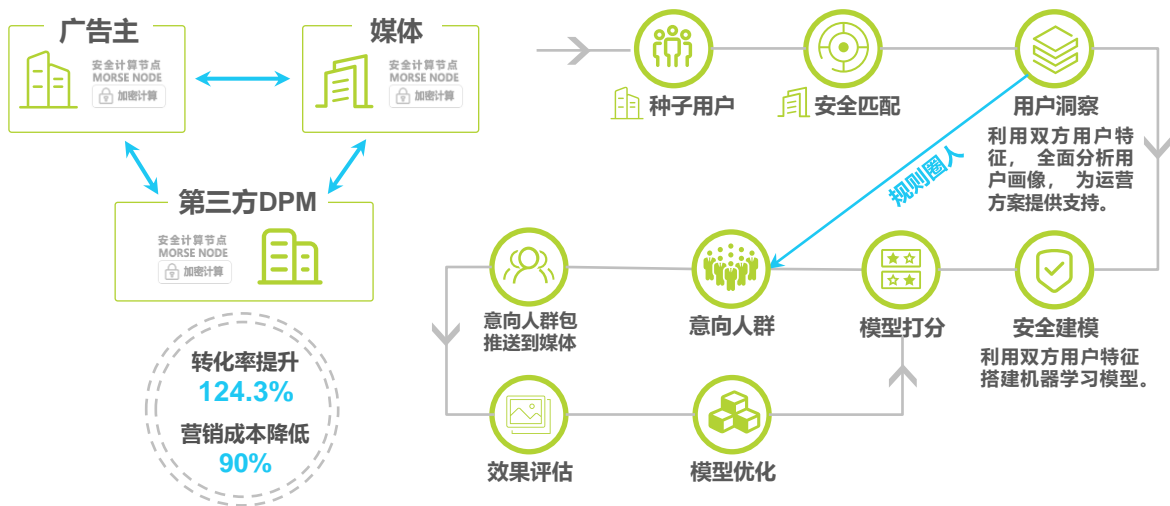 广告主
安全计算节点
MORSE NODE
加密计算
媒体
安全计算节点
MORSE NODE
加密计算
第三方DPM
安全计算节点
MORSE NODE
加密计算
转化率提升
124.3%
营销成本降低
90%
种子用户
安全匹配
用户洞察
利用双方用户特
征， 全面分析用
户画像， 为运营
方案提供支持。
规则圈人
意向人群包
推送到媒体
意向人群
模型打分
安全建模
利用双方用户特征
搭建机器学习模型。
效果评估
模型优化